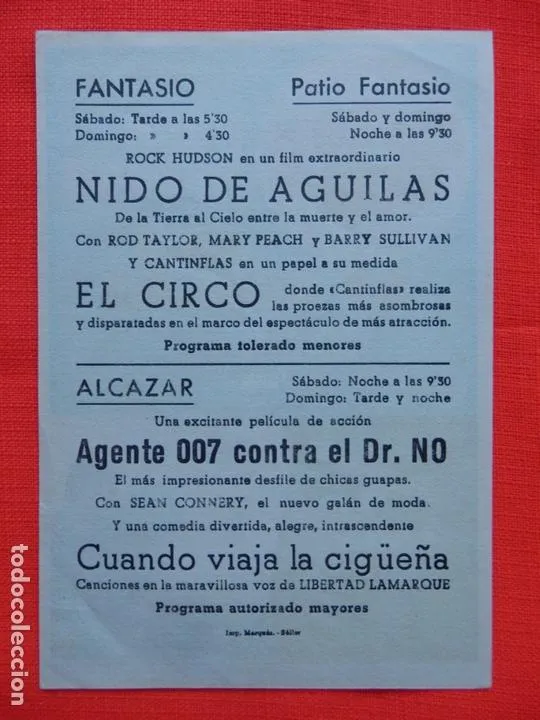 FANTASIO
Patio Fantasio
Sábado: Tarde a las 5'30
Domingo: » » 4'30
Sábado y domingo
Noche a las 9'30
ROCK HUDSON en un film extraordinario
NIDO DE AGUILAS
De la Tierra al Cielo entre la muerte y el amor.
Con ROD TAYLOR, MARY PEACH y BARRY SULLIVAN
Y CANTINFLAS en un papel a su medida
EL CIRCO donde «Cantinflas» realiza
las proezas más asombrosas
y disparatadas en el marco del espectáculo de más atracción.
Programa tolerado menores
ALCAZAR
Sábado: Noche a las 9'30
Domingo: Tarde y noche
Una excitante película de acción
Agente 007 contra el Dr. NO
El más impresionante desfile de chicas guapas.
Con SEAN CONNERY, el nuevo galán de moda.
Y una comedia divertida, alegre, intrascendente
Cuando viaja la cigüeña
Canciones en la maravillosa voz de LIBERTAD LAMARQUE
Programa autorizado mayores
Imp. Marqués. - Sóller
todocoleccion